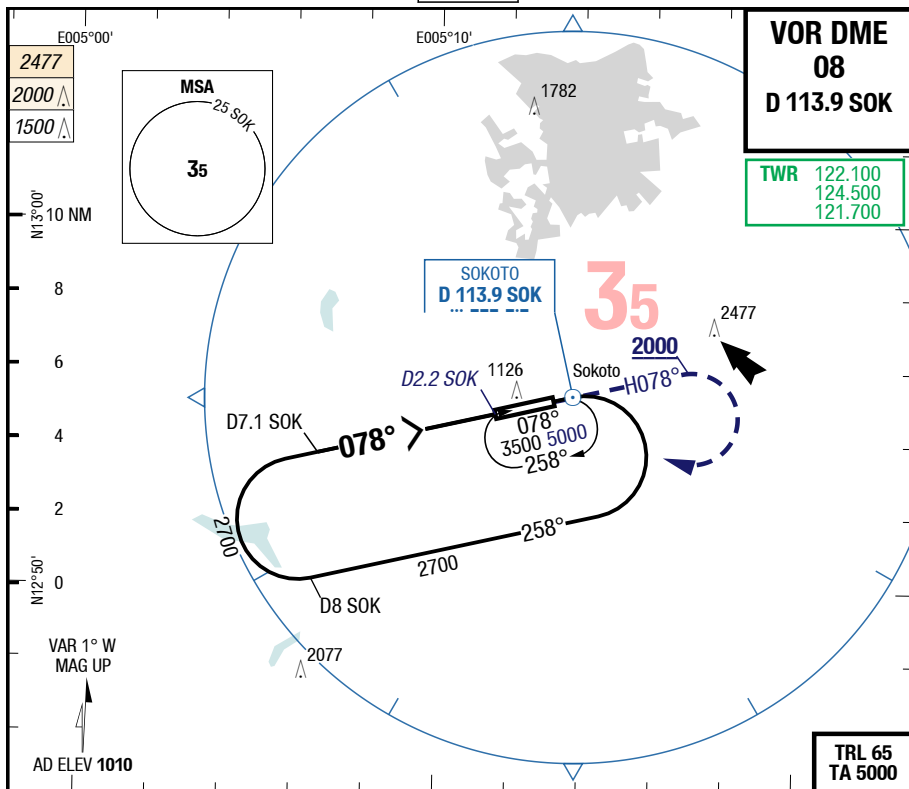 E005°00'
E005°10'
VOR DME
08
D 113.9 SOK
2477
2000
1500
MSA
25 SOK
35
1782
TWR 122.100
124.500
121.700
N13°00'
10 NM
SOKOTO
D 113.9 SOK
35
8
2477
6
2000
1126
Sokoto
D2.2 SOK
H078°
D7.1 SOK
078°
078°
4
3500 5000
258°
2
2700
258°
2700
N12°50'
0
D8 SOK
VAR 1° W
MAG UP
2077
AD ELEV 1010
TRL 65
TA 5000